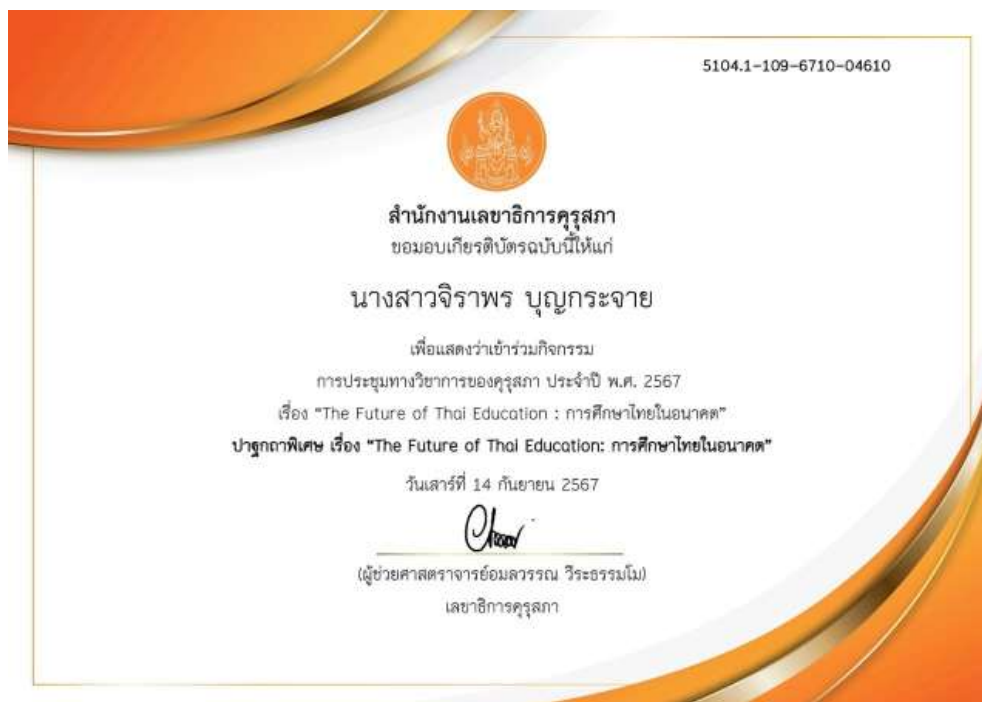 5104.1-109-6710-04610
สำนักงานเลขาธิการคุรุสภา
ขอมอบเกียรติบัตรฉบับนี้ให้แก่
นางสาวจิราพร บุญกระจาย
เพื่อแสดงว่าเข้าร่วมกิจกรรม
การประชุมทางวิชาการของคุรุสภา ประจำปี พ.ศ. 2567
เรื่อง “The Future of Thai Education : การศึกษาไทยในอนาคต”
ปาฐกถาพิเศษ เรื่อง “The Future of Thai Education: การศึกษาไทยในอนาคต”
วันเสาร์ที่ 14 กันยายน 2567
(ผู้ช่วยศาสตราจารย์อมลวรรณ วีระธรรมโม)
เลขาธิการคุรุสภา